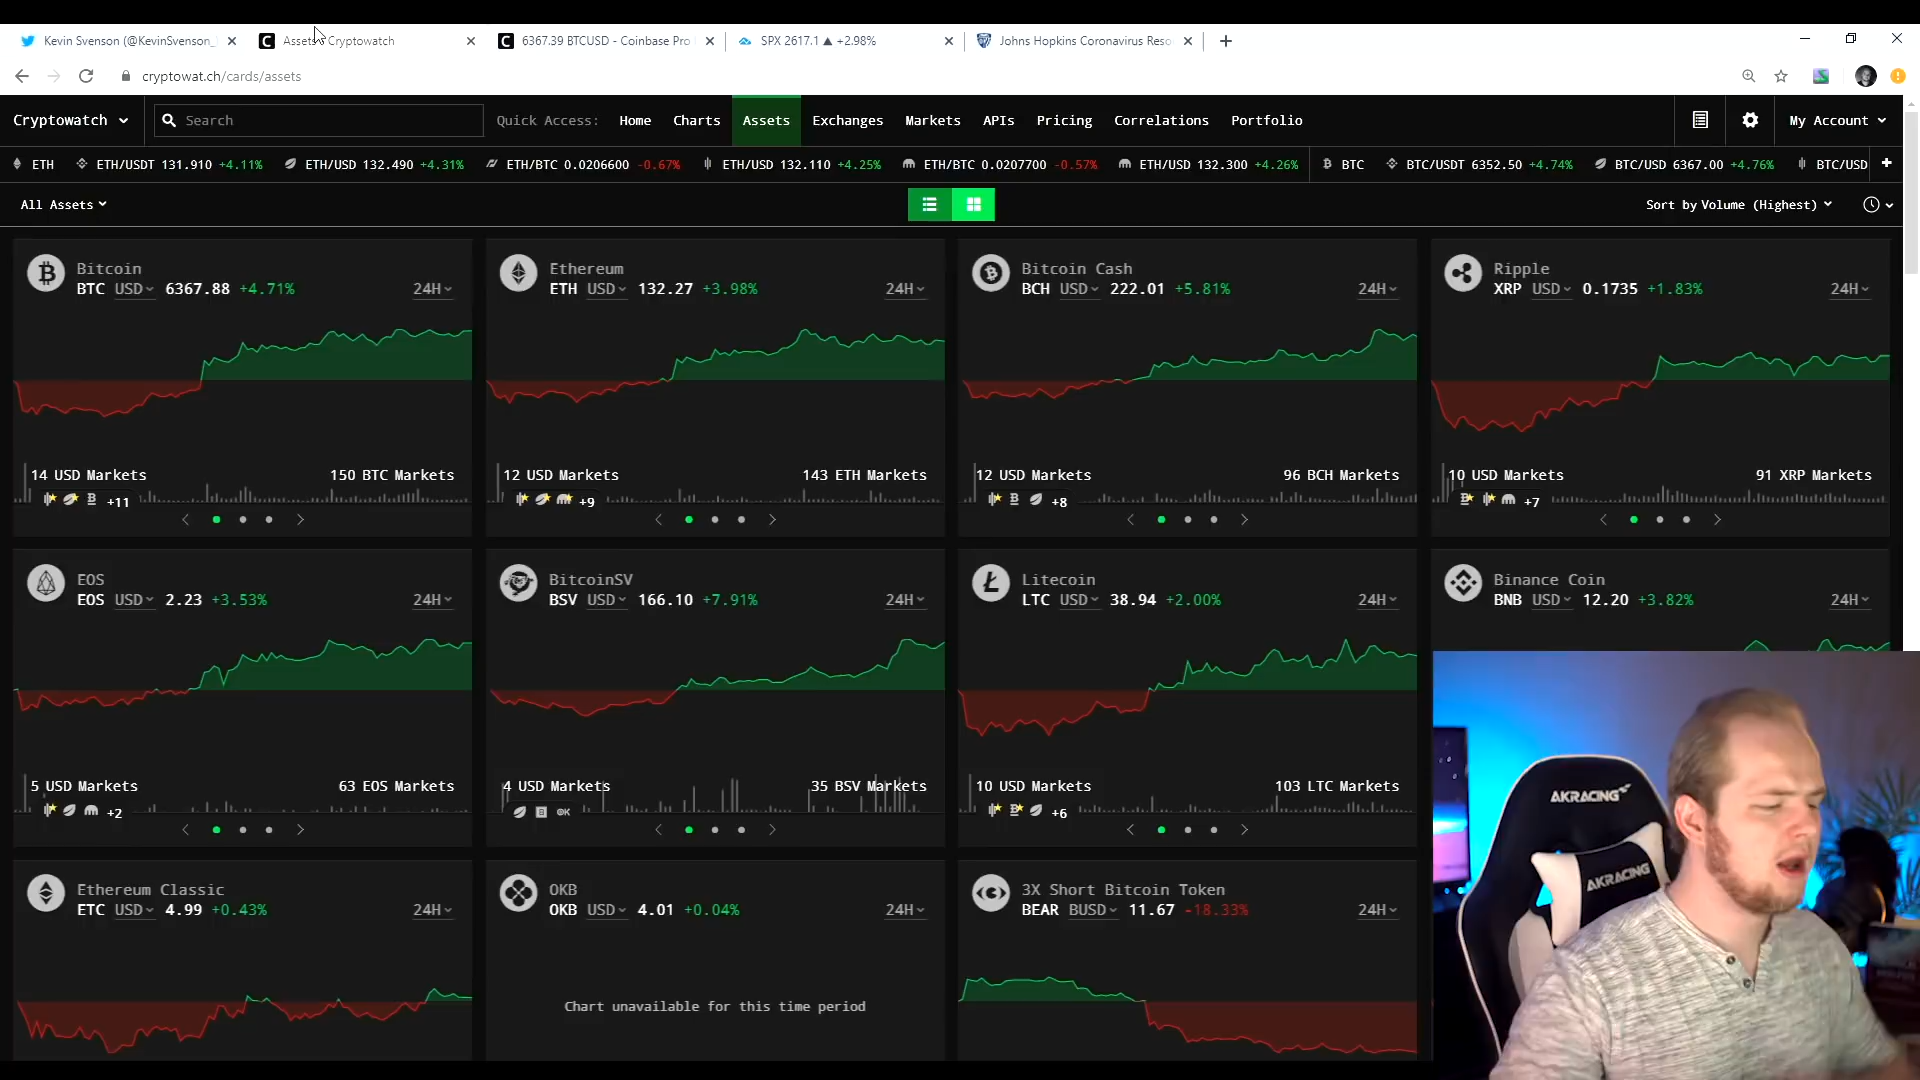 Kevin Svenson (@KevinSvenson_
Assets Cryptowatch
6367.39 BTCUSD - Coinbase Pro
SPX 2617.1 ▲ +2.98%
Johns Hopkins Coronavirus Reso
cryptowat.ch/cards/assets
Cryptowatch
Search
Quick Access: Home Charts Assets Exchanges Markets APIs Pricing Correlations Portfolio
My Account
ETH ETH/USDT 131.910 +4.11% ETH/USD 132.490 +4.31% ETH/BTC 0.0206600 -0.67% ETH/USD 132.110 +4.25% ETH/BTC 0.0207700 -0.57% ETH/USD 132.300 +4.26% BTC BTC/USDT 6352.50 +4.74% BTC/USD 6367.00 +4.76% BTC/USD +
All Assets
Sort by Volume (Highest)
Bitcoin
BTC USD 6367.88 +4.71% 24H
14 USD Markets 150 BTC Markets
+11
Ethereum
ETH USD 132.27 +3.98% 24H
12 USD Markets 143 ETH Markets
+9
Bitcoin Cash
BCH USD 222.01 +5.81% 24H
12 USD Markets 96 BCH Markets
+8
Ripple
XRP USD 0.1735 +1.83% 24H
10 USD Markets 91 XRP Markets
+7
EOS
EOS USD 2.23 +3.53% 24H
5 USD Markets 63 EOS Markets
+2
BitcoinSV
BSV USD 166.10 +7.91% 24H
4 USD Markets 35 BSV Markets
OK
Litecoin
LTC USD 38.94 +2.00% 24H
10 USD Markets 103 LTC Markets
+6
Binance Coin
BNB USD 12.20 +3.82% 24H
Ethereum Classic
ETC USD 4.99 +0.43% 24H
OKB
OKB USD 4.01 +0.04% 24H
Chart unavailable for this time period
3X Short Bitcoin Token
BEAR BUSD 11.67 -18.33% 24H
AKRACING
AKRACING